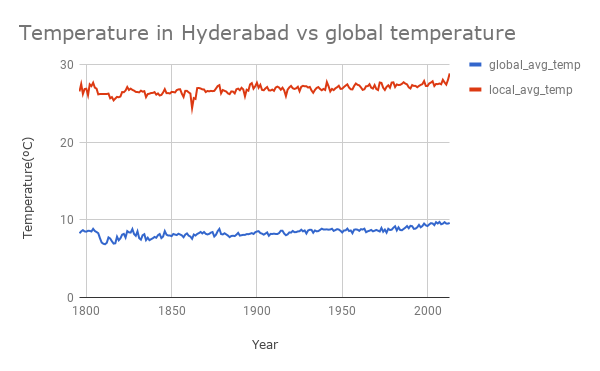 Temperature in Hyderabad vs global temperature
global_avg_temp
local_avg_temp
Temperature(ºC)
30
20
10
0
1800
1850
1900
1950
2000
Year